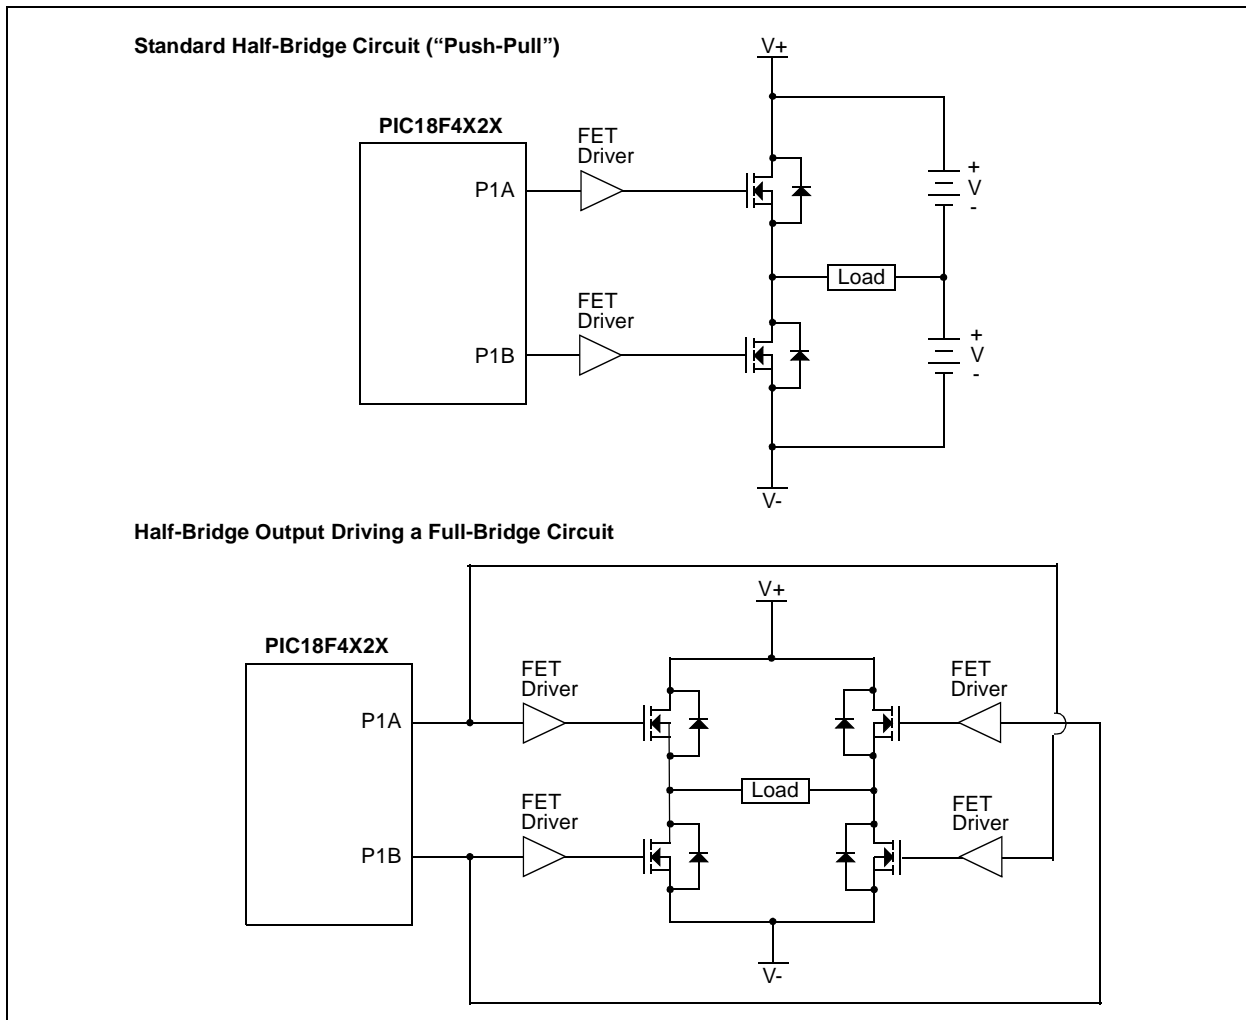 Standard Half-Bridge Circuit (“Push-Pull”)
V+
PIC18F4X2X
FET
Driver
P1A
+
V
-
Load
FET
Driver
P1B
+
V
-
V-
Half-Bridge Output Driving a Full-Bridge Circuit
V+
PIC18F4X2X
FET
Driver
FET
Driver
P1A
Load
FET
Driver
FET
Driver
P1B
V-